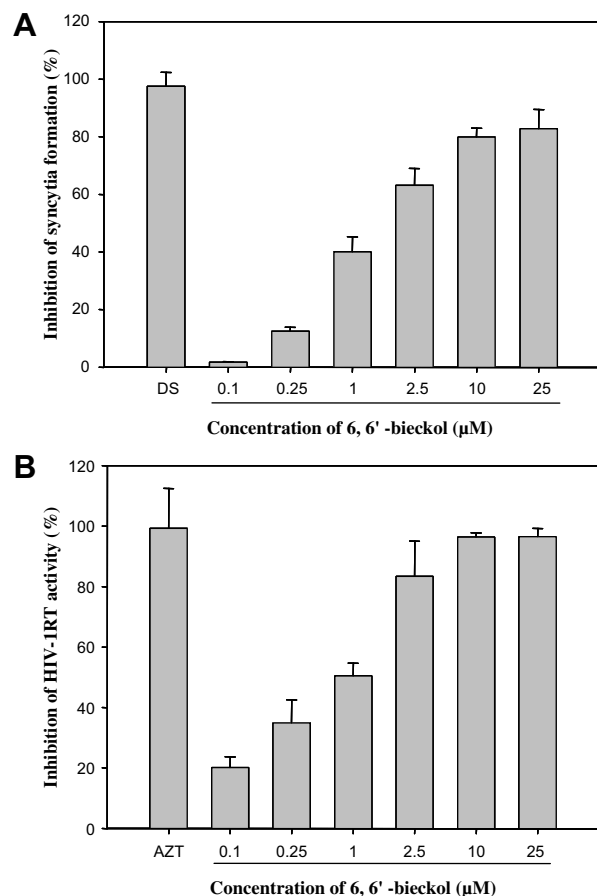 A
Inhibition of syncytia formation (%)
120
100
80
60
40
20
0
DS 0.1 0.25 1 2.5 10 25
Concentration of 6, 6' -bieckol (µM)
B
Inhibition of HIV-1RT activity (%)
120
100
80
60
40
20
0
AZT 0.1 0.25 1 2.5 10 25
Concentration of 6, 6' -bieckol (µM)